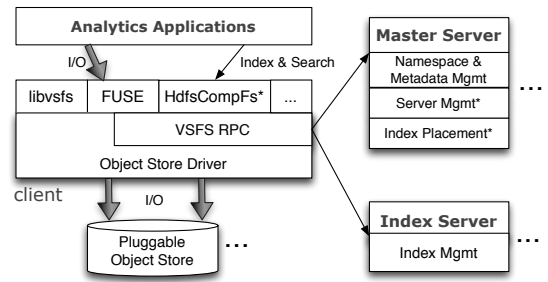 Analytics Applications
I/O
Index & Search
libvsfs
FUSE
HdfsCompFs*
...
VSFS RPC
Object Store Driver
client
I/O
Pluggable
Object Store
...
Master Server
Namespace &
Metadata Mgmt
Server Mgmt*
Index Placement*
...
Index Server
Index Mgmt
...